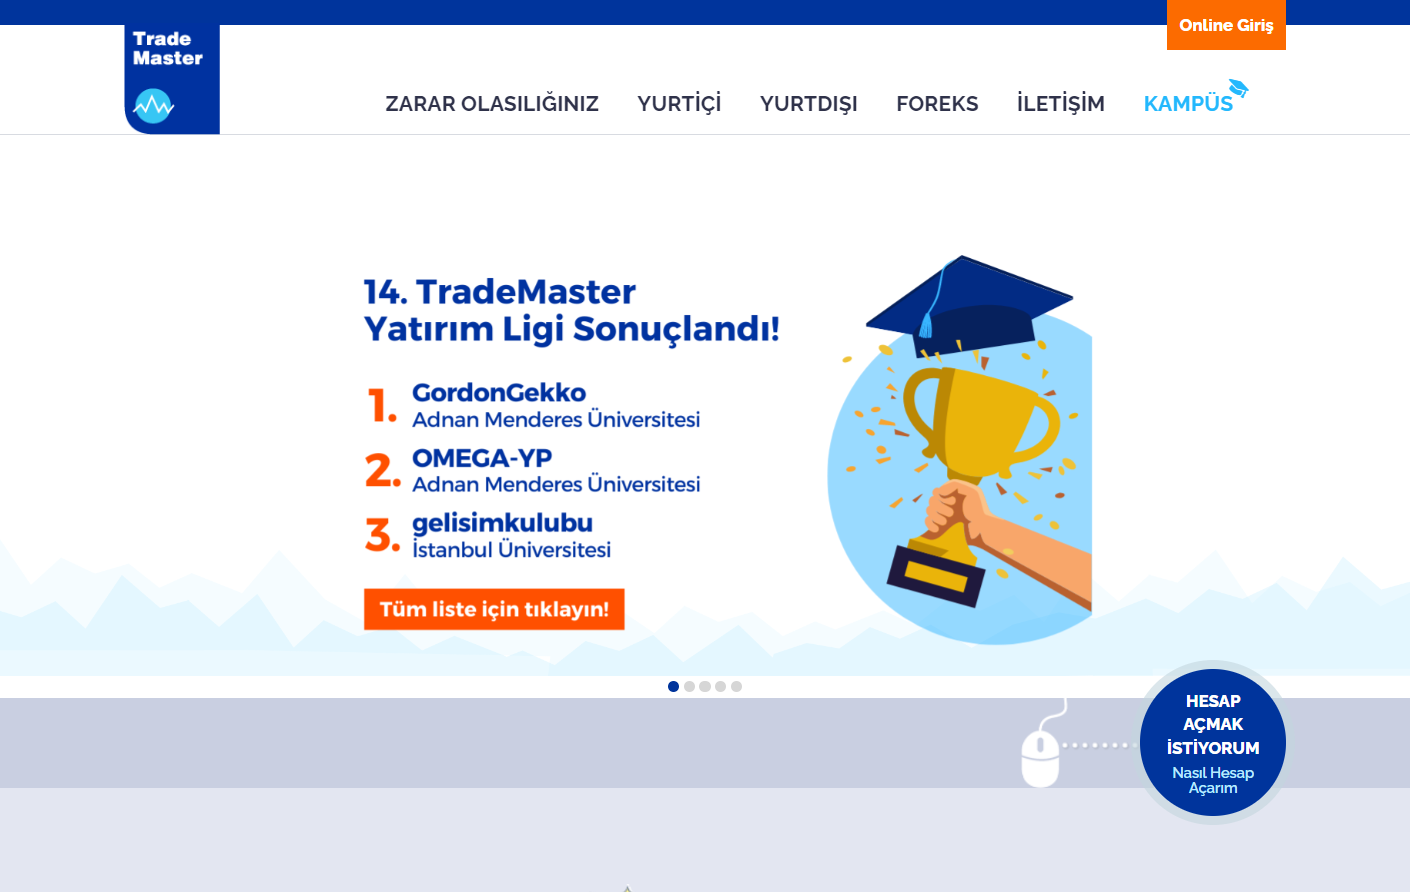 Online Giriş
Trade
Master
ZARAR OLASILIĞINIZ
YURTİÇİ
YURTDIŞI
FOREKS
İLETİŞİM
KAMPÜS
14. TradeMaster
Yatırım Ligi Sonuçlandı!
1. GordonGekko
Adnan Menderes Üniversitesi
2. OMEGA-YP
Adnan Menderes Üniversitesi
3. gelisimkulubu
İstanbul Üniversitesi
Tüm liste için tıklayın!
HESAP
AÇMAK
İSTİYORUM
Nasıl Hesap
Açarım